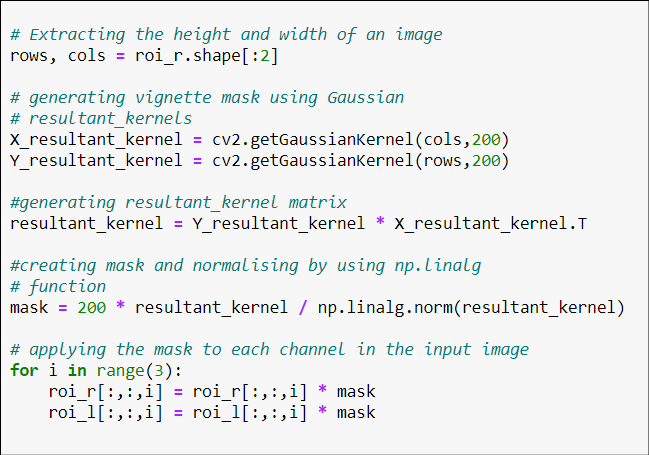 # Extracting the height and width of an image
rows, cols = roi_r.shape[:2]
# generating vignette mask using Gaussian
# resultant_kernels
X_resultant_kernel = cv2.getGaussianKernel(cols,200)
Y_resultant_kernel = cv2.getGaussianKernel(rows,200)
#generating resultant_kernel matrix
resultant_kernel = Y_resultant_kernel * X_resultant_kernel.T
#creating mask and normalising by using np.linalg
# function
mask = 200 * resultant_kernel / np.linalg.norm(resultant_kernel)
# applying the mask to each channel in the input image
for i in range(3):
    roi_r[:,:,i] = roi_r[:,:,i] * mask
    roi_l[:,:,i] = roi_l[:,:,i] * mask